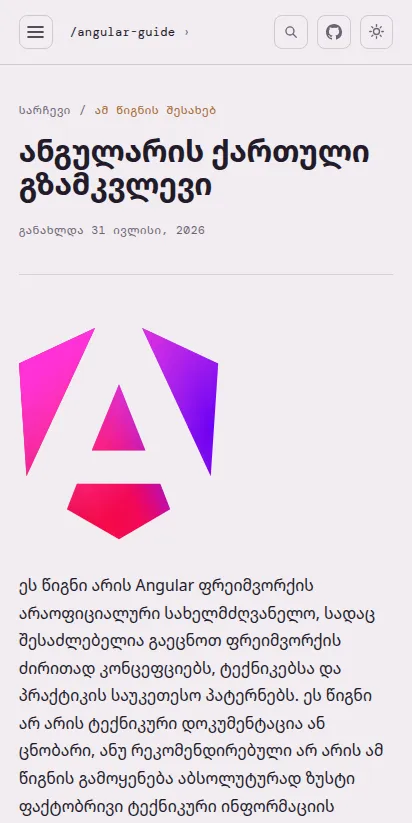 /angular-guide ›
სარჩევი / ამ წიგნის შესახებ
ანგულარის ქართული
გზამკვლევი
განახლდა 31 ივლისი, 2026
ეს წიგნი არის Angular ფრეიმვორქის
არაოფიციალური სახელმძღვანელო, სადაც
შესაძლებელია გაეცნოთ ფრეიმვორქის
ძირითად კონცეფციებს, ტექნიკებსა და
პრაქტიკის საუკეთესო პატერნებს. ეს წიგნი
არ არის ტექნიკური დოკუმენტაცია ან
ცნობარი, ანუ რეკომენდირებული არ არის ამ
წიგნის გამოყენება აბსოლუტურად ზუსტი
ფაქტობრივი ტექნიკური ინფორმაციის